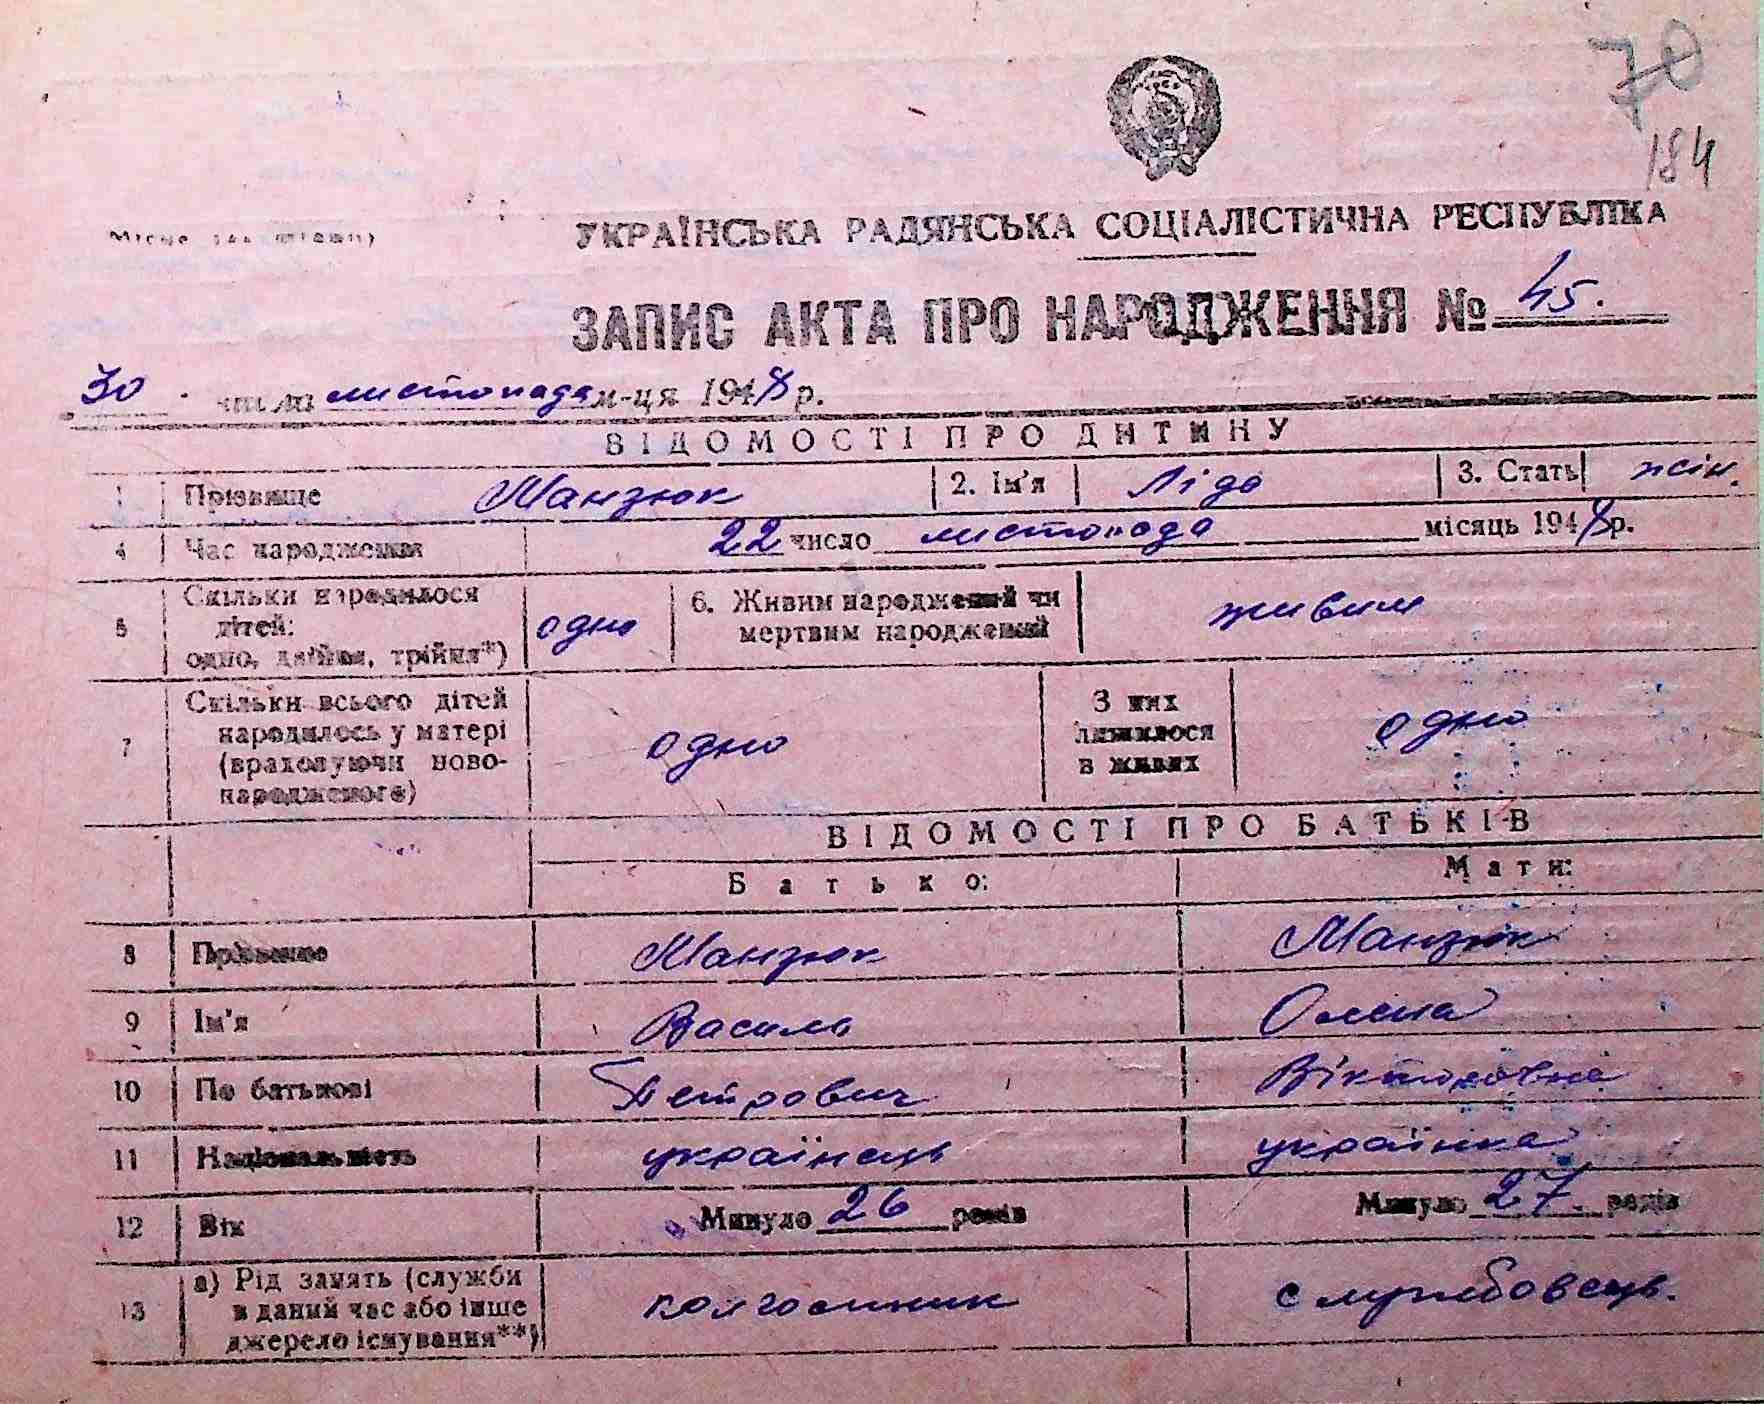 70
184
Місце
УКРАЇНСЬКА РАДЯНСЬКА СОЦІАЛІСТИЧНА РЕСПУБЛІКА
ЗАПИС АКТА ПРО НАРОДЖЕННЯ № 45.
30 числа листопада м-ця 1948 р.
ВІДОМОСТІ ПРО ДИТИНУ
1 Прізвище Манзюк 2. Ім'я Ліда 3. Стать жін.
4 Час народження 22 число листопада місяць 1948 р.
5 Скільки народилося дітей: одно, двійня, трійня*) одно 6. Живим народжений чи мертвим народжений живим
7 Скільки всього дітей народилось у матері (враховуючи новонародженого) одно З них лишилося в живих одно
ВІДОМОСТІ ПРО БАТЬКІВ
Батько: Мати:
8 Прізвище Манзюк Манзюк
9 Ім'я Василь Олена
10 По батькові Петрович Вікторовна
11 Національність українець українка
12 Вік Минуло 26 років Минуло 27. років
13 а) Рід занять (служби в даний час або інше джерело існування**) колгоспник службовець.